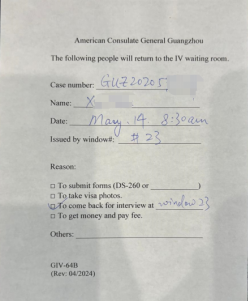 American Consulate General Guangzhou
The following people will return to the IV waiting room.
Case number: GUZ20205
Name: X
Date: May. 14 8:30am
Issued by window#: # 23
Reason:
□ To submit forms (DS-260 or ________)
□ To take visa photos.
☑ To come back for interview at window 23
□ To get money and pay fee.
Others:
GIV-64B
(Rev: 04/2024)